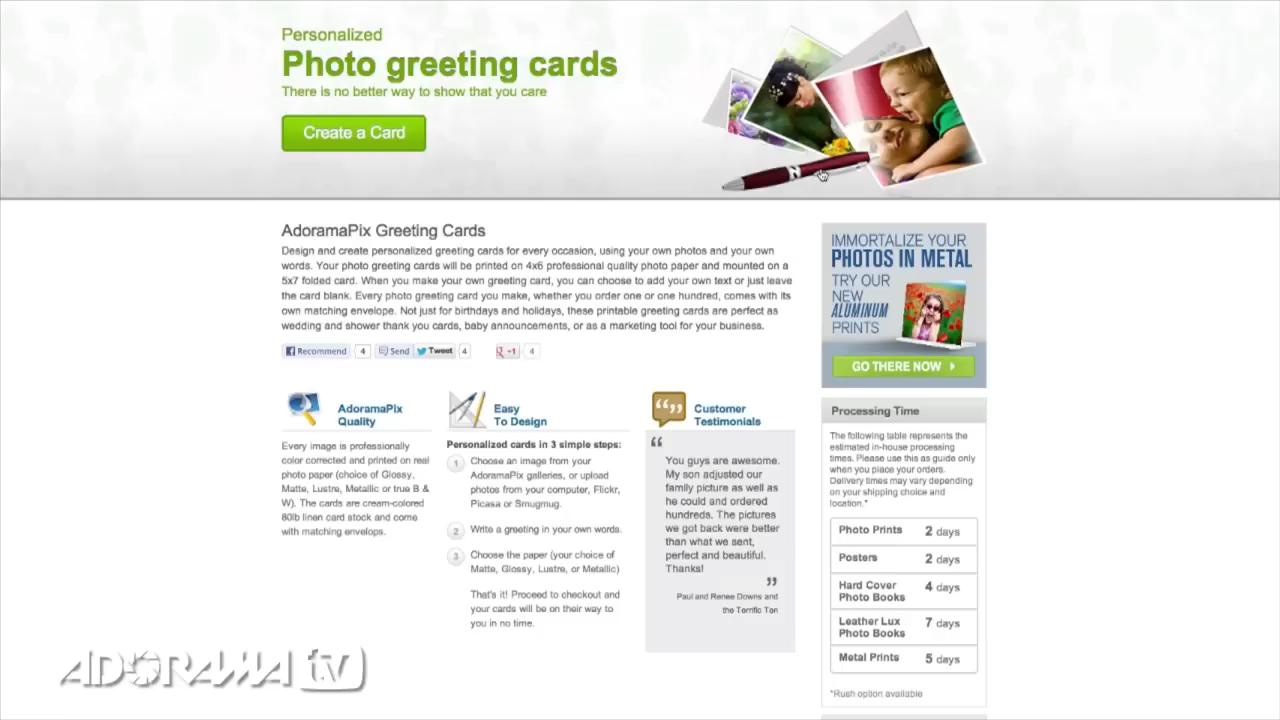 Personalized
Photo greeting cards
There is no better way to show that you care
Create a Card
AdoramaPix Greeting Cards
Design and create personalized greeting cards for every occasion, using your own photos and your own
words. Your photo greeting cards will be printed on 4x6 professional quality photo paper and mounted on a
5x7 folded card. When you make your own greeting card, you can choose to add your own text or just leave
the card blank. Every photo greeting card you make, whether you order one or one hundred, comes with its
own matching envelope. Not just for birthdays and holidays, these printable greeting cards are perfect as
wedding and shower thank you cards, baby announcements, or as a marketing tool for your business.
Recommend 4 Send Tweet 4 +1 4
AdoramaPix
Quality
Every image is professionally
color corrected and printed on real
photo paper (choice of Glossy,
Matte, Lustre, Metallic or true B &
W). The cards are cream-colored
80lb linen card stock and come
with matching envelops.
Easy
To Design
Personalized cards in 3 simple steps:
1 Choose an image from your
AdoramaPix galleries, or upload
photos from your computer, Flickr,
Picasa or Smugmug.
2 Write a greeting in your own words.
3 Choose the paper (your choice of
Matte, Glossy, Lustre, or Metallic)
That's it! Proceed to checkout and
your cards will be on their way to
you in no time.
Customer
Testimonials
“
You guys are awesome.
My son adjusted our
family picture as well as
he could and ordered
hundreds. The pictures
we got back were better
than what we sent,
perfect and beautiful.
Thanks!
”
Paul and Renee Downs and
the Terrific Ten
IMMORTALIZE YOUR
PHOTOS IN METAL
TRY OUR
NEW
ALUMINUM
PRINTS
GO THERE NOW
Processing Time
The following table represents the
estimated in-house processing
times. Please use this as guide only
when you place your orders.
Delivery times may vary depending
on your shipping choice and
location.*
Photo Prints 2 days
Posters 2 days
Hard Cover
Photo Books 4 days
Leather Lux
Photo Books 7 days
Metal Prints 5 days
*Rush option available
ADORAMA tv